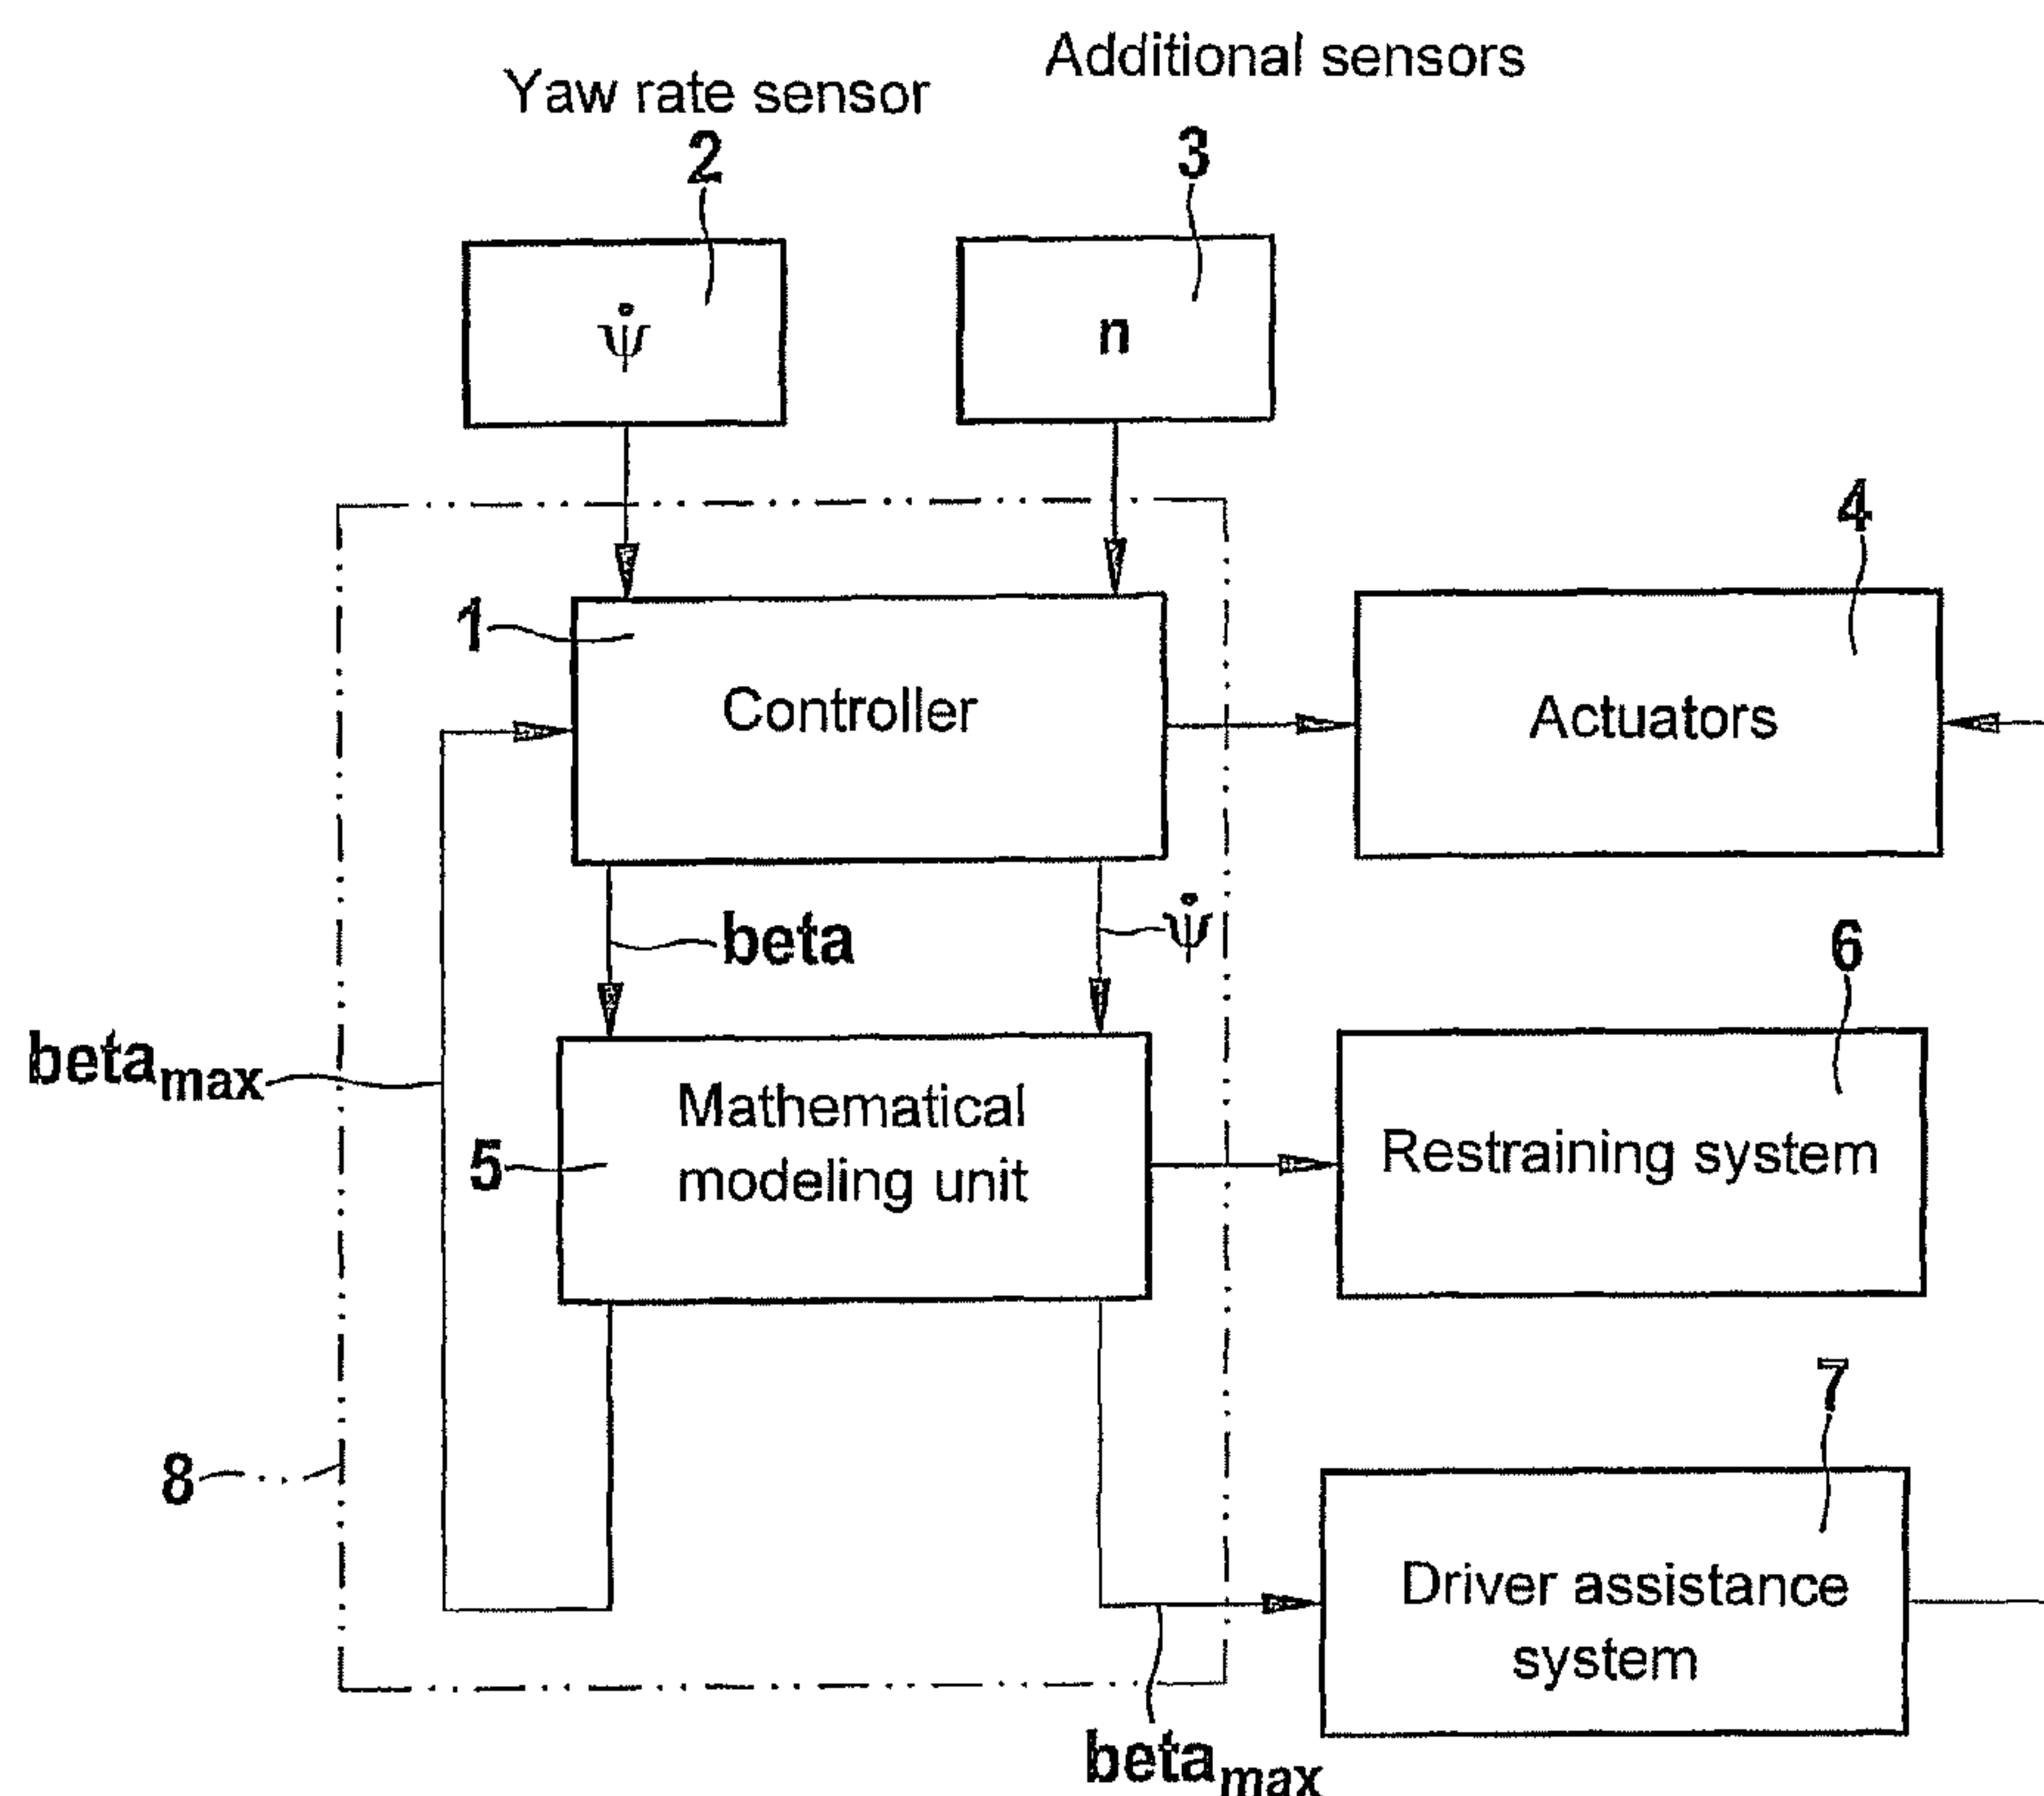 Additional sensors
Yaw rate sensor
2
3
ψ̊
n
4
1
Controller
Actuators
beta
ψ̊
6
beta_max
Mathematical
modeling unit
5
Restraining system
7
8
Driver assistance
system
beta_max